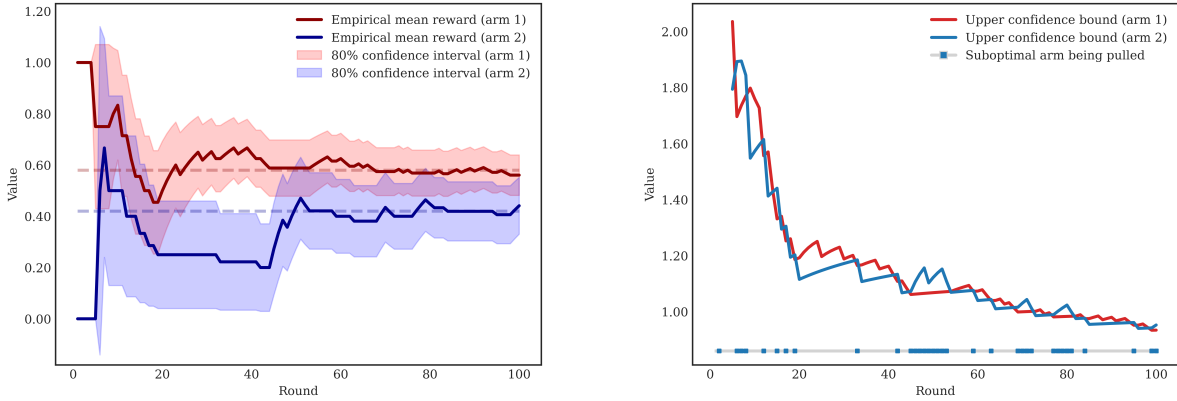 1.20
1.00
0.80
0.60
0.40
0.20
0.00
Value
0
20
40
60
80
100
Round
Empirical mean reward (arm 1)
Empirical mean reward (arm 2)
80% confidence interval (arm 1)
80% confidence interval (arm 2)
2.00
1.80
1.60
1.40
1.20
1.00
Value
0
20
40
60
80
100
Round
Upper confidence bound (arm 1)
Upper confidence bound (arm 2)
Suboptimal arm being pulled